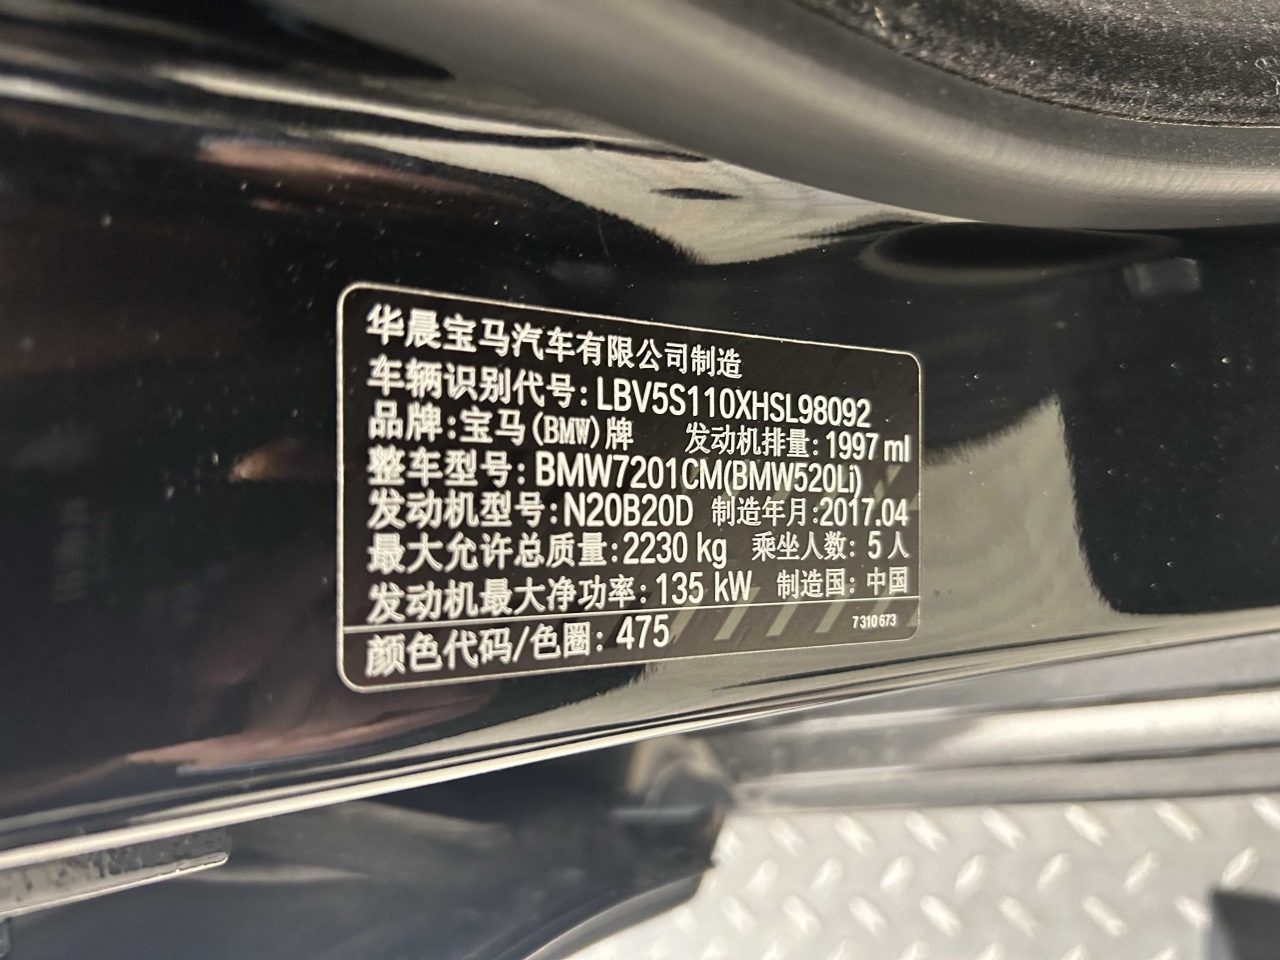 华晨宝马汽车有限公司制造
车辆识别代号: LBV5S110XHSL98092
品牌: 宝马(BMW)牌 发动机排量: 1997 ml
整车型号: BMW7201CM(BMW520Li)
发动机型号: N20B20D 制造年月: 2017.04
最大允许总质量: 2230 kg 乘坐人数: 5 人
发动机最大净功率: 135 kW 制造国: 中国
颜色代码/色圈: 475 7 310 673